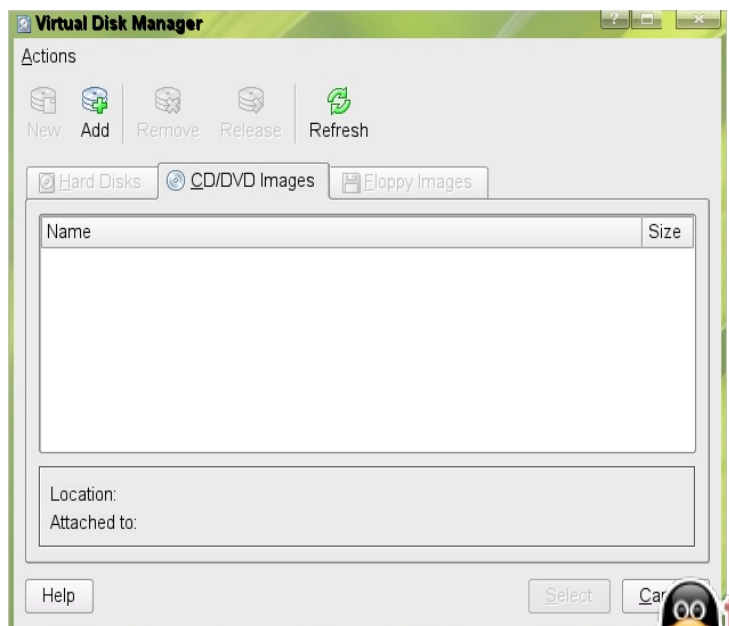 Virtual Disk Manager
Actions
New Add Remove Release Refresh
Hard Disks CD/DVD Images Floppy Images
Name Size
Location:
Attached to:
Help Select